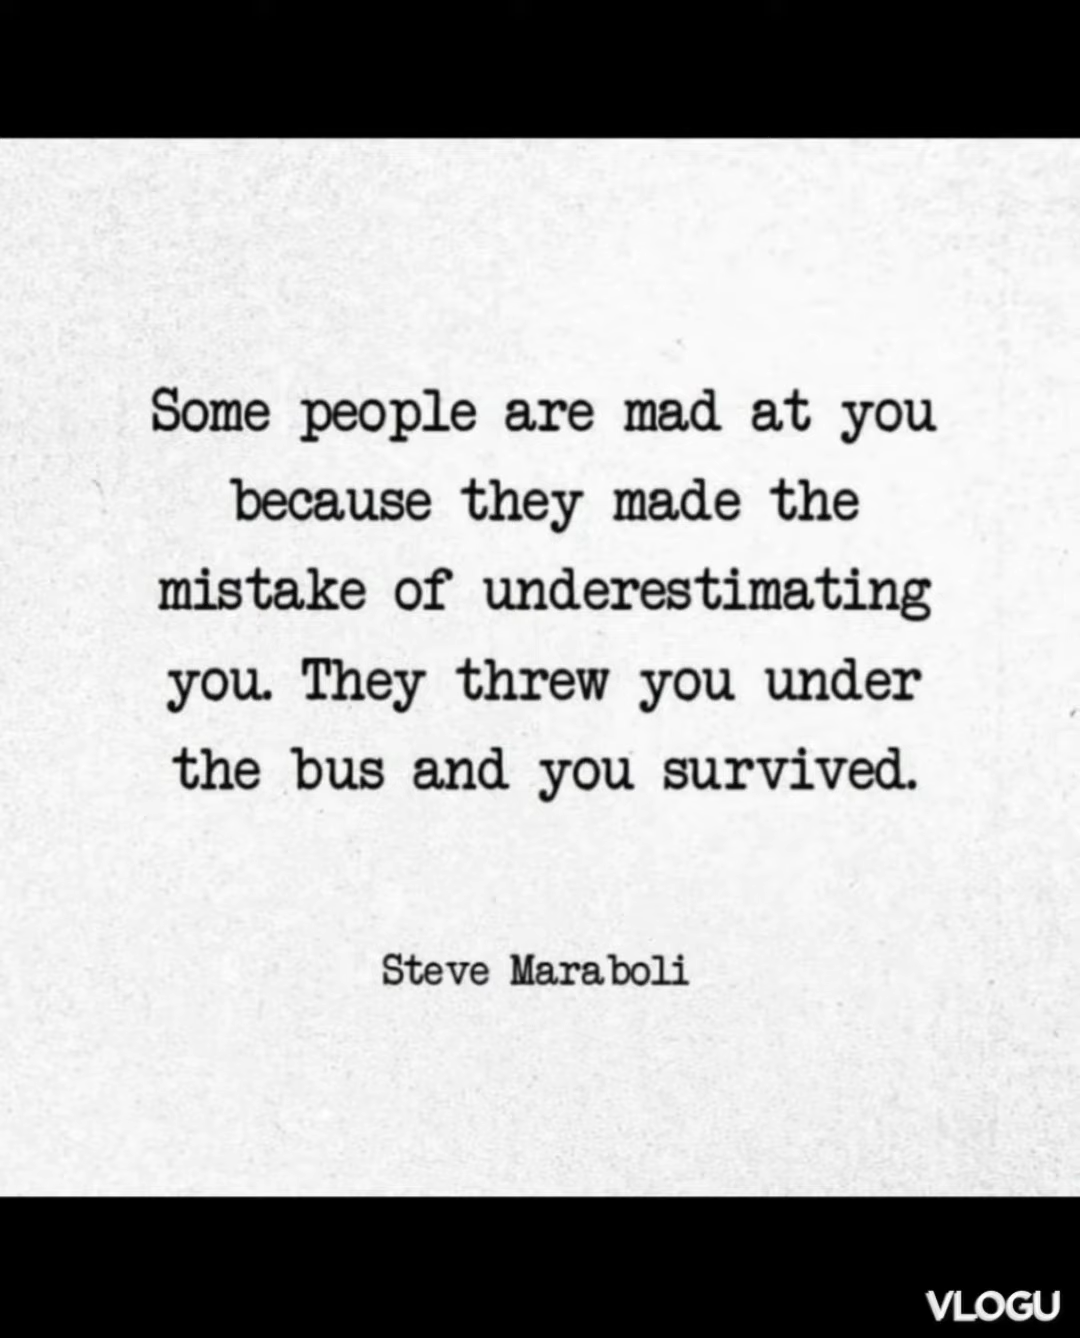 Some people are mad at you
because they made the
mistake of underestimating
you. They threw you under
the bus and you survived.
Steve Maraboli
VLOGU